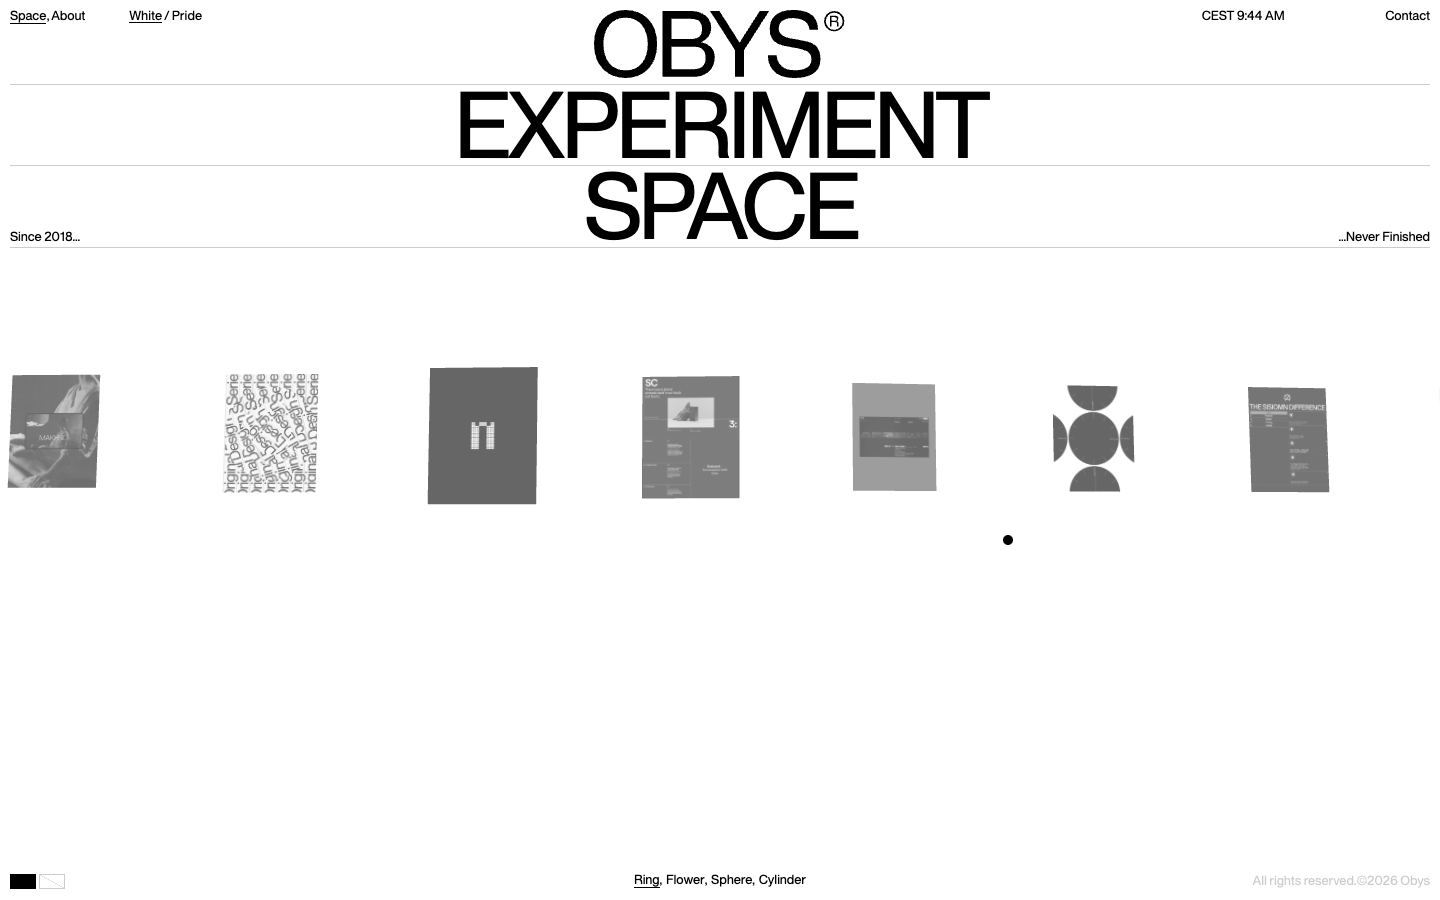 Space, About
White / Pride
OBYS®
CEST 9:44 AM
Contact
EXPERIMENT
SPACE
Since 2018...
...Never Finished
SC
3:
THE SISIOMN DIFFERENCE
Ring, Flower, Sphere, Cylinder
All rights reserved.©2026 Obys